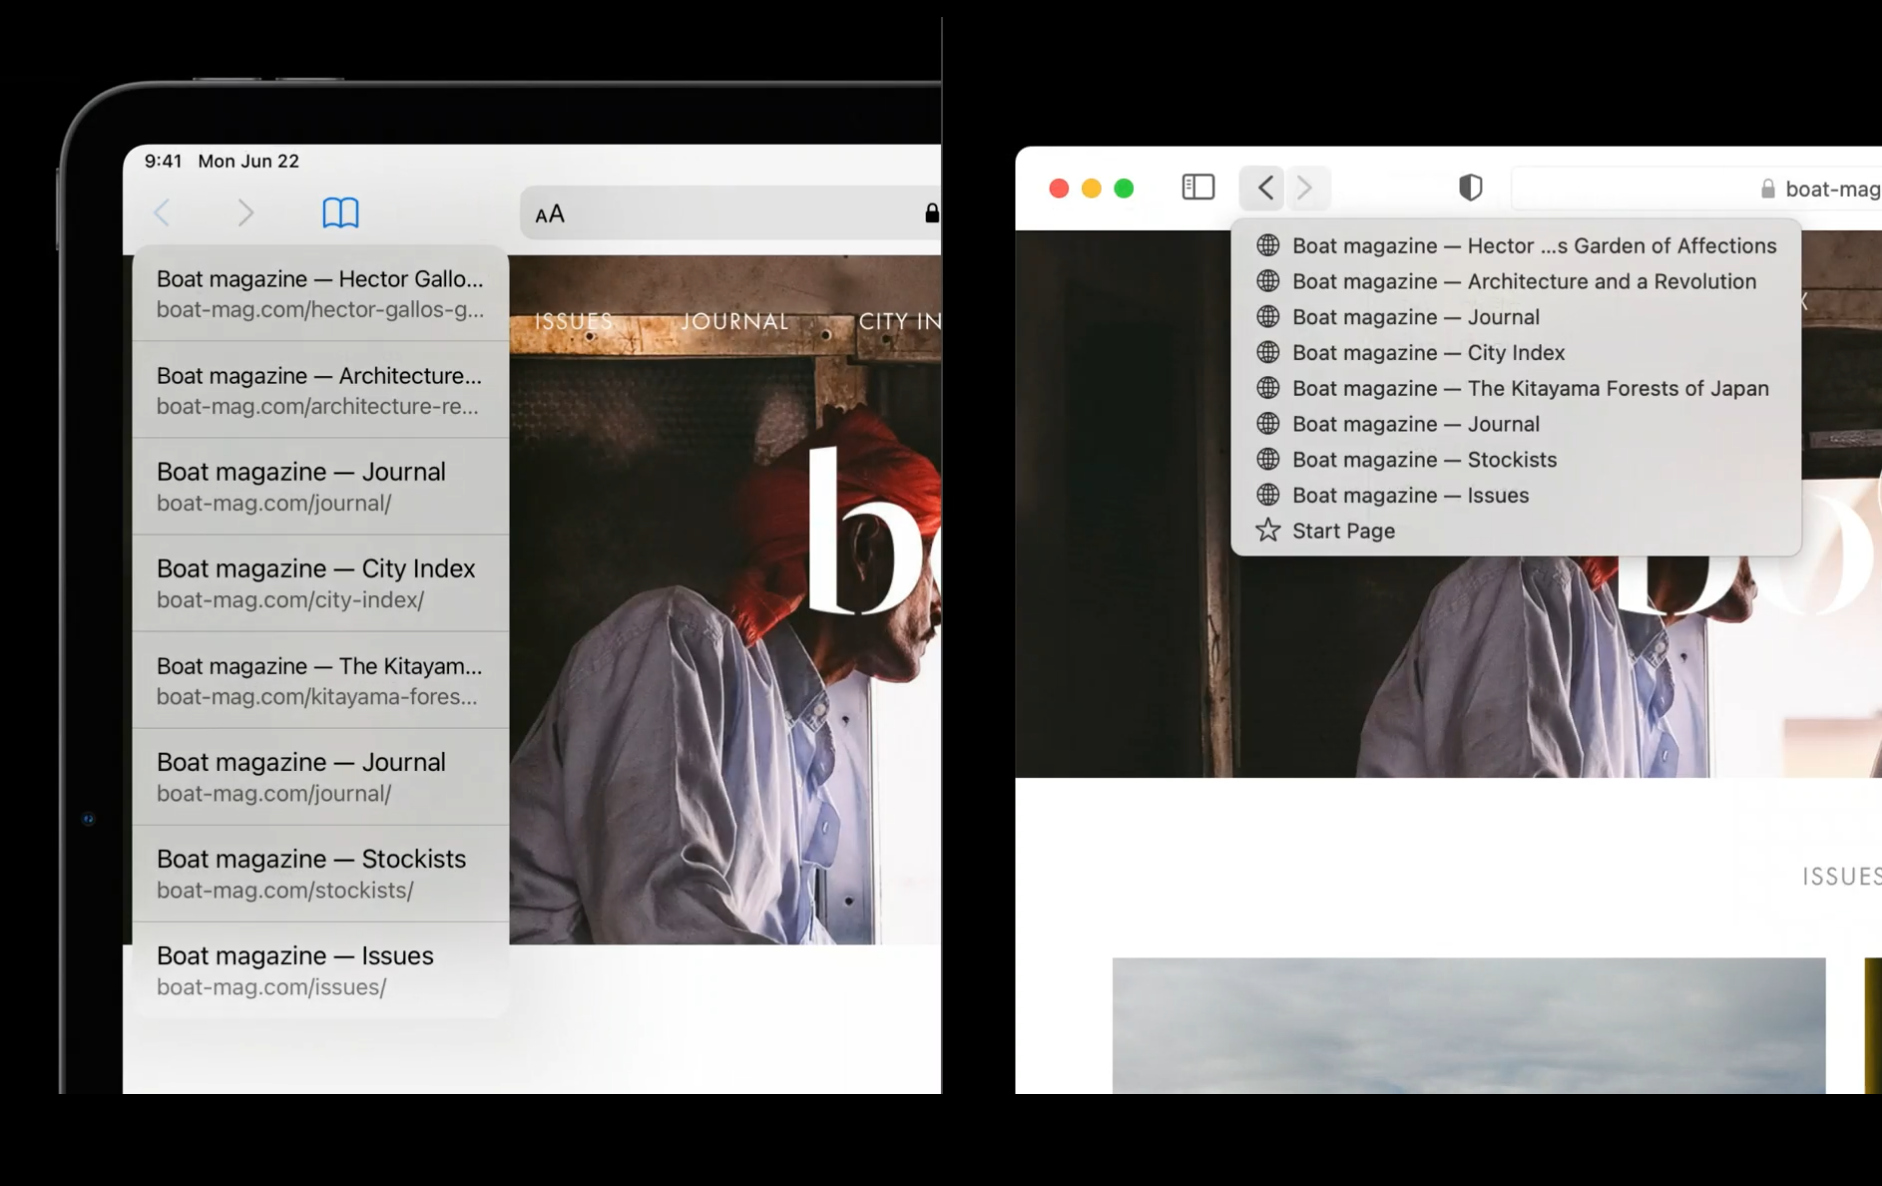 9:41 Mon Jun 22
AA
Boat magazine — Hector Gallo...
boat-mag.com/hector-gallos-g...
Boat magazine — Architecture...
boat-mag.com/architecture-re...
Boat magazine — Journal
boat-mag.com/journal/
Boat magazine — City Index
boat-mag.com/city-index/
Boat magazine — The Kitayam...
boat-mag.com/kitayama-fores...
Boat magazine — Journal
boat-mag.com/journal/
Boat magazine — Stockists
boat-mag.com/stockists/
Boat magazine — Issues
boat-mag.com/issues/
ISSUES JOURNAL CITY IN
b
boat-mag
Boat magazine — Hector ...s Garden of Affections
Boat magazine — Architecture and a Revolution
Boat magazine — Journal
Boat magazine — City Index
Boat magazine — The Kitayama Forests of Japan
Boat magazine — Journal
Boat magazine — Stockists
Boat magazine — Issues
Start Page
bo
ISSUES